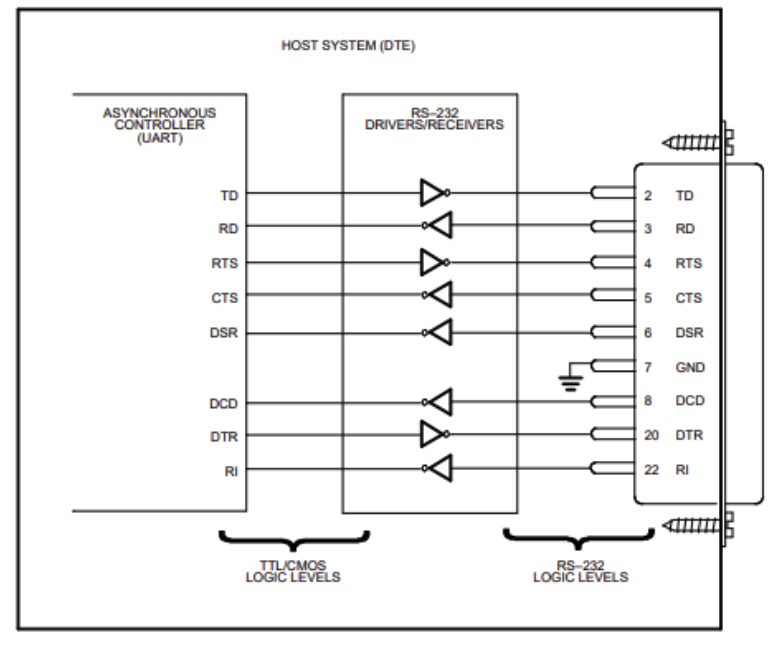 HOST SYSTEM (DTE)
ASYNCHRONOUS
CONTROLLER
(UART)
RS–232
DRIVERS/RECEIVERS
TD
2 TD
RD
3 RD
RTS
4 RTS
CTS
5 CTS
DSR
6 DSR
7 GND
DCD
8 DCD
DTR
20 DTR
RI
22 RI
TTL/CMOS
LOGIC LEVELS
RS–232
LOGIC LEVELS